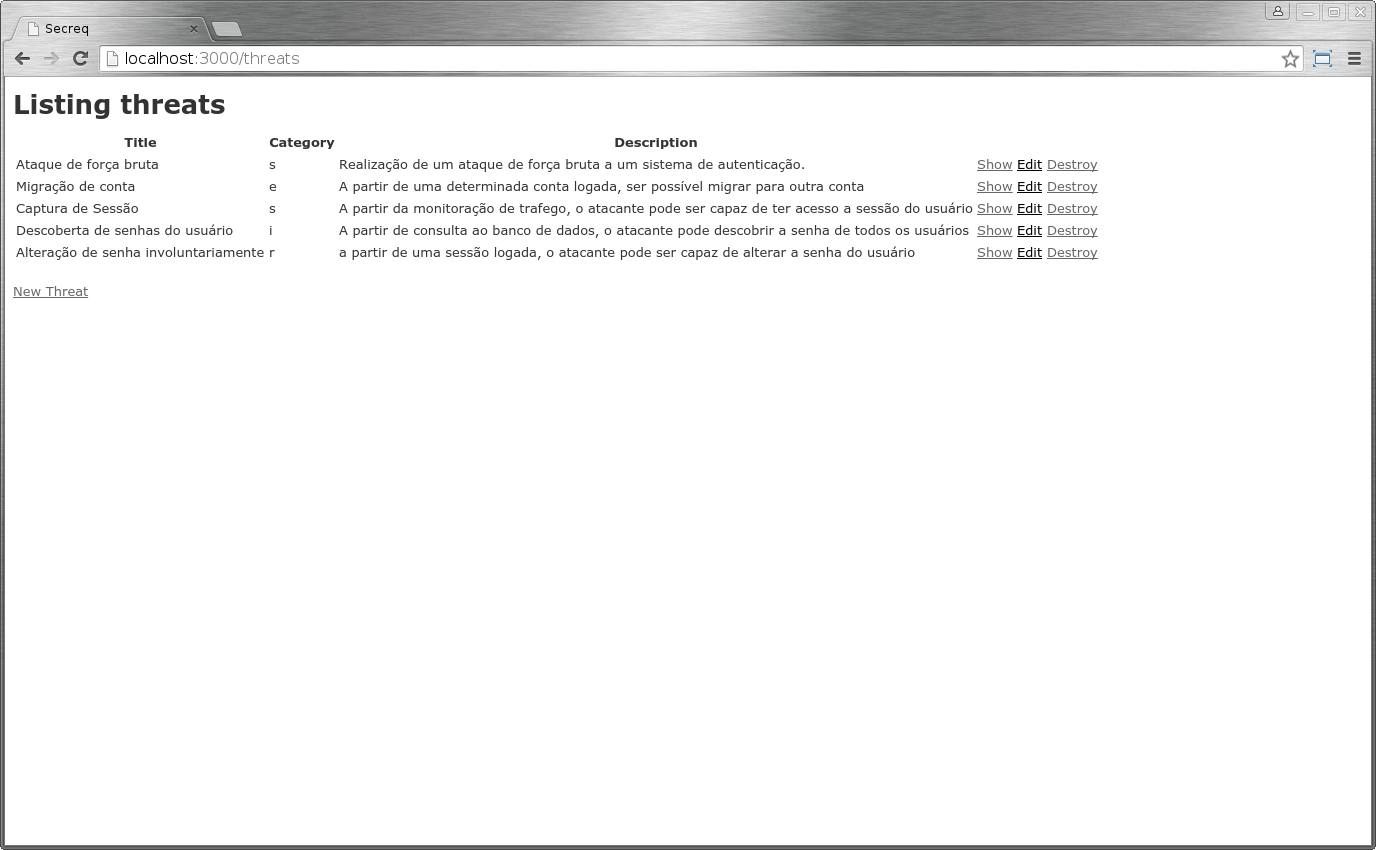 Secreq
localhost:3000/threats
Listing threats
Title Category Description
Ataque de força bruta s Realização de um ataque de força bruta a um sistema de autenticação. Show Edit Destroy
Migração de conta e A partir de uma determinada conta logada, ser possível migrar para outra conta Show Edit Destroy
Captura de Sessão s A partir da monitoração de trafego, o atacante pode ser capaz de ter acesso a sessão do usuário Show Edit Destroy
Descoberta de senhas do usuário i A partir de consulta ao banco de dados, o atacante pode descobrir a senha de todos os usuários Show Edit Destroy
Alteração de senha involuntariamente r a partir de uma sessão logada, o atacante pode ser capaz de alterar a senha do usuário Show Edit Destroy
New Threat